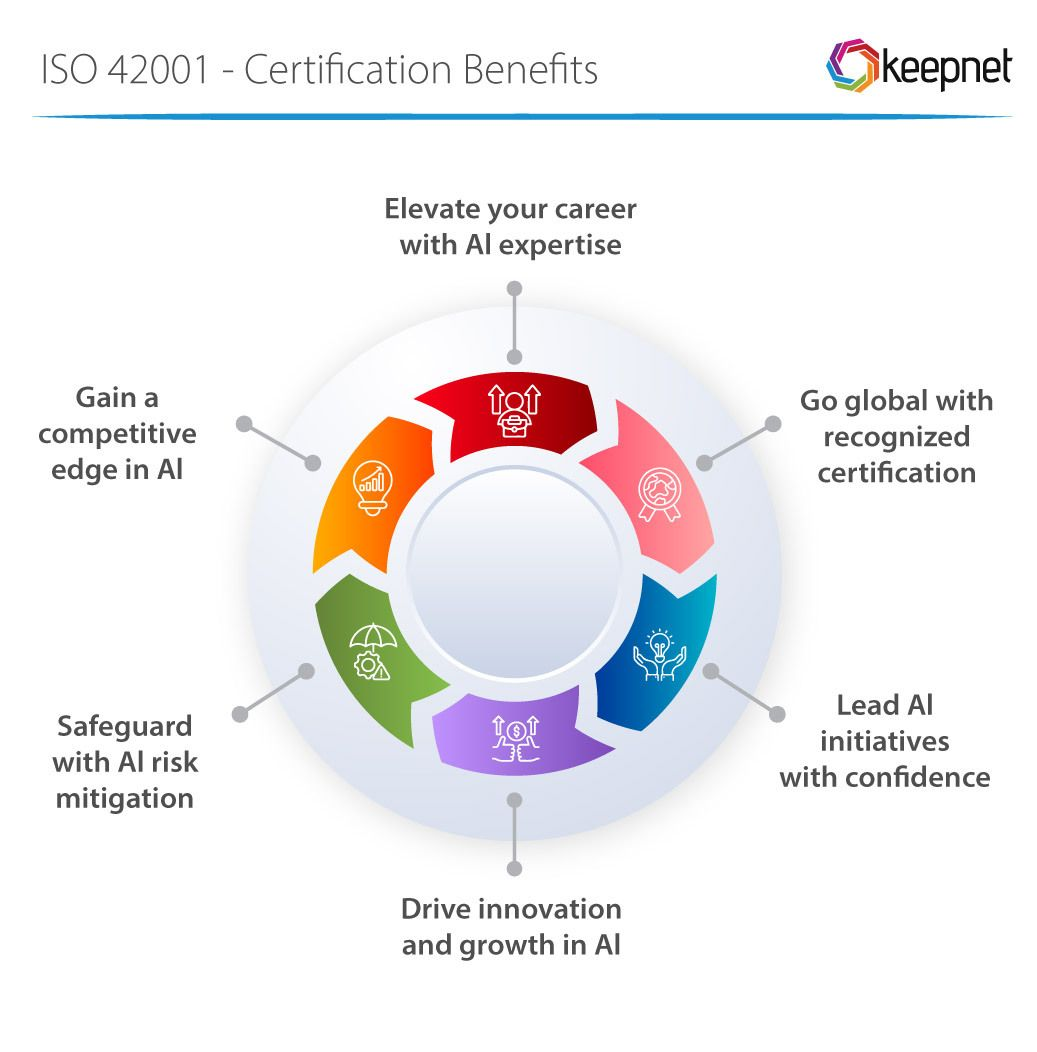 ISO 42001 - Certification Benefits
keepnet
Elevate your career
with AI expertise
Gain a
competitive
edge in AI
Go global with
recognized
certification
Safeguard
with AI risk
mitigation
Lead AI
initiatives
with confidence
Drive innovation
and growth in AI
$